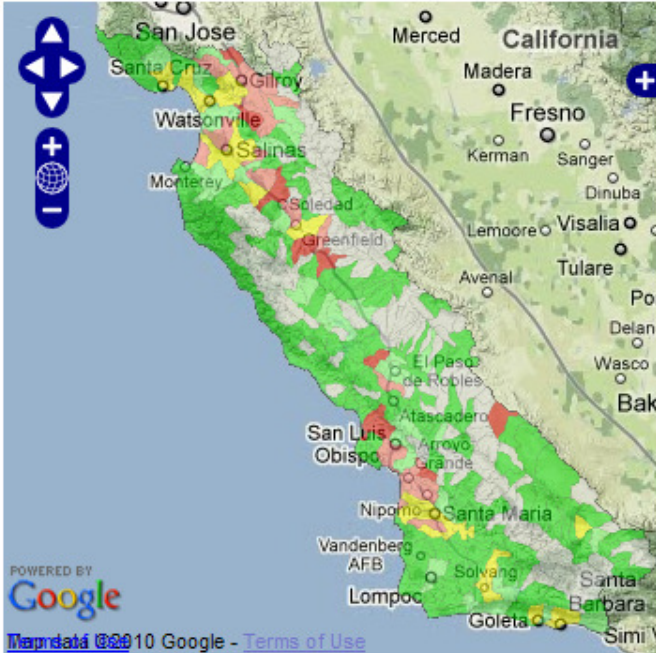 San Jose
Merced
California
Santa Cruz
Gilroy
Madera
Watsonville
Fresno
Salinas
Kerman
Sanger
Monterey
Dinuba
Soledad
Greenfield
Lemoore
Visalia
Tulare
Avenal
Po
Delan
El Paso
de Robles
Wasco
Atascadero
Bak
San Luis
Obispo
Arroyo
Grande
Nipomo
Santa Maria
Vandenberg
AFB
Solvang
Santa
Barbara
Lompoc
Goleta
Simi V
POWERED BY
Google
Map data ©2010 Google - Terms of Use